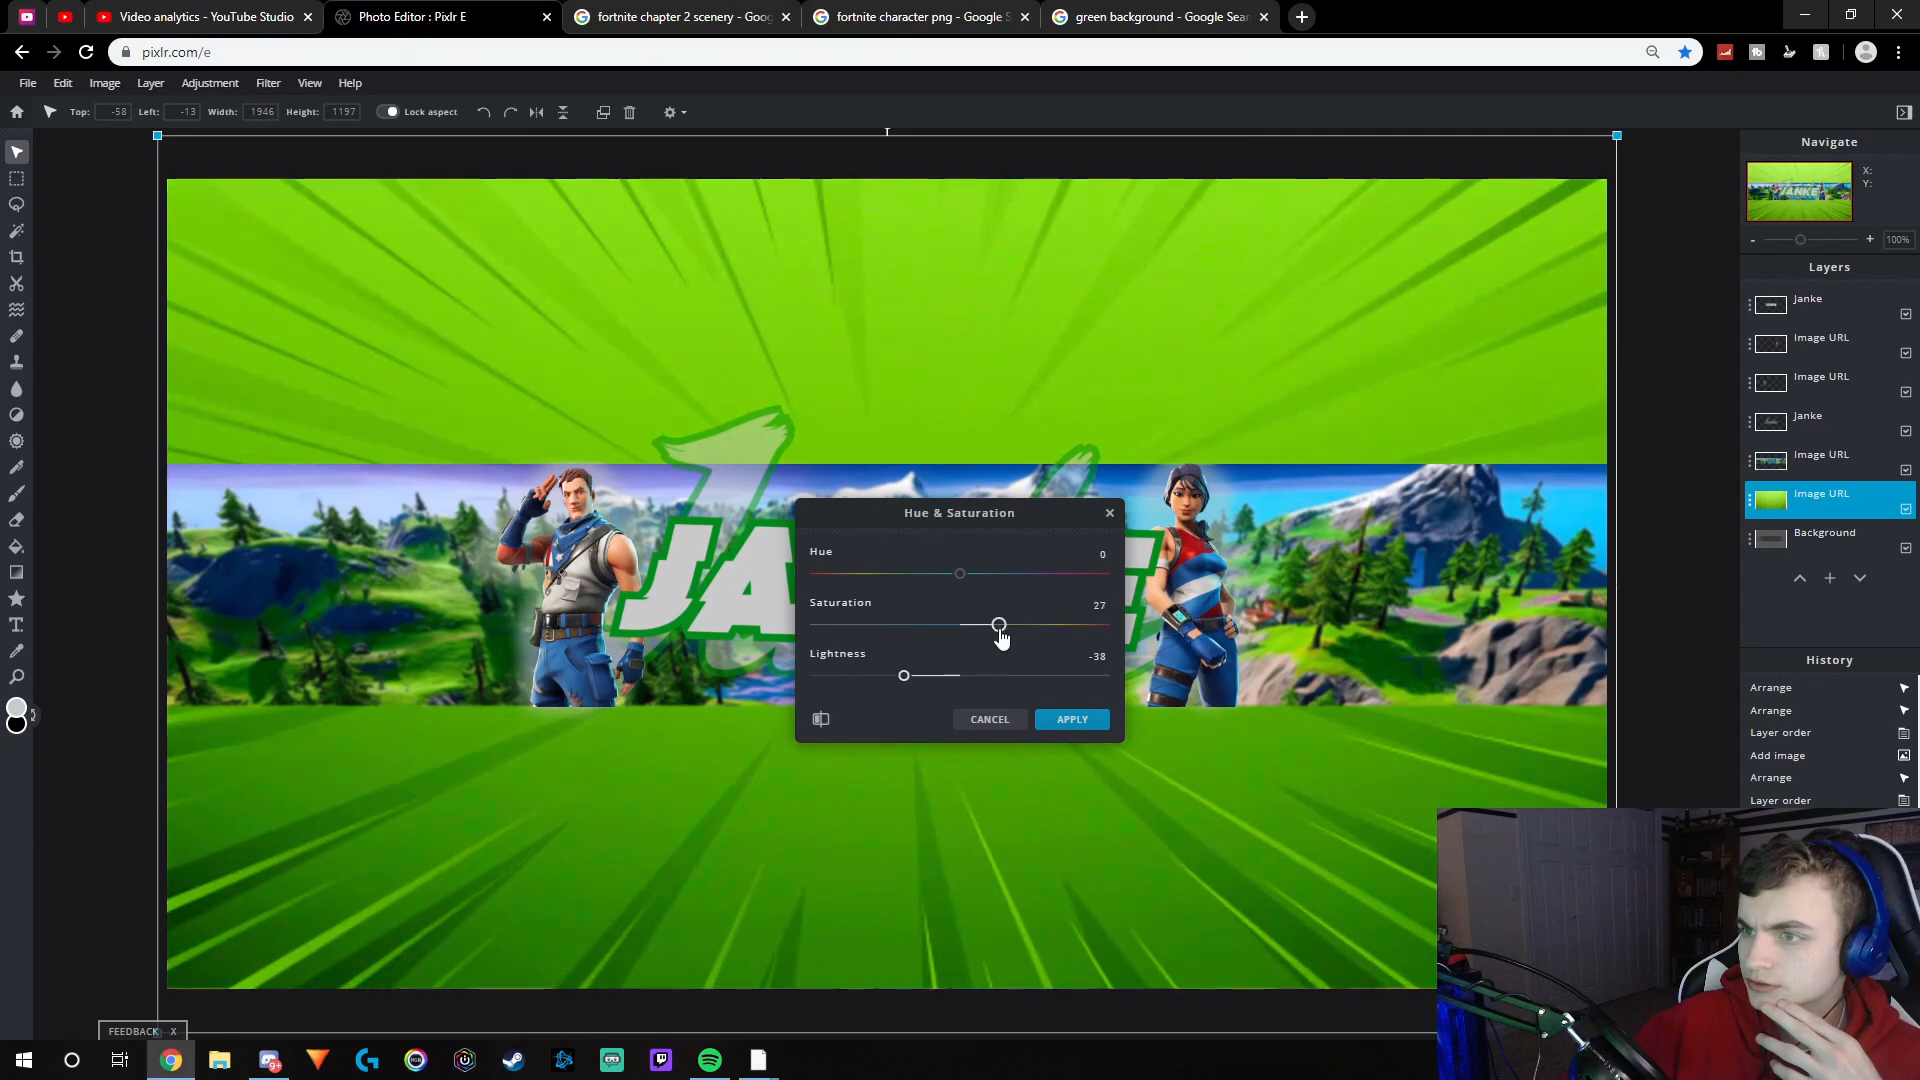 Video analytics - YouTube Studio
Photo Editor : Pixlr E
fortnite chapter 2 scenery - Goog
fortnite character png - Google S
green background - Google Sear
pixlr.com/e
File Edit Image Layer Adjustment Filter View Help
Top: -58 Left: -13 Width: 1946 Height: 1197 Lock aspect
Navigate
X:
Y:
- + 100%
Layers
Janke
Image URL
Image URL
Janke
Image URL
Image URL
Background
History
Arrange
Arrange
Layer order
Add image
Arrange
Layer order
Hue & Saturation
Hue 0
Saturation 27
Lightness -38
CANCEL APPLY
FEEDBACK X
9+